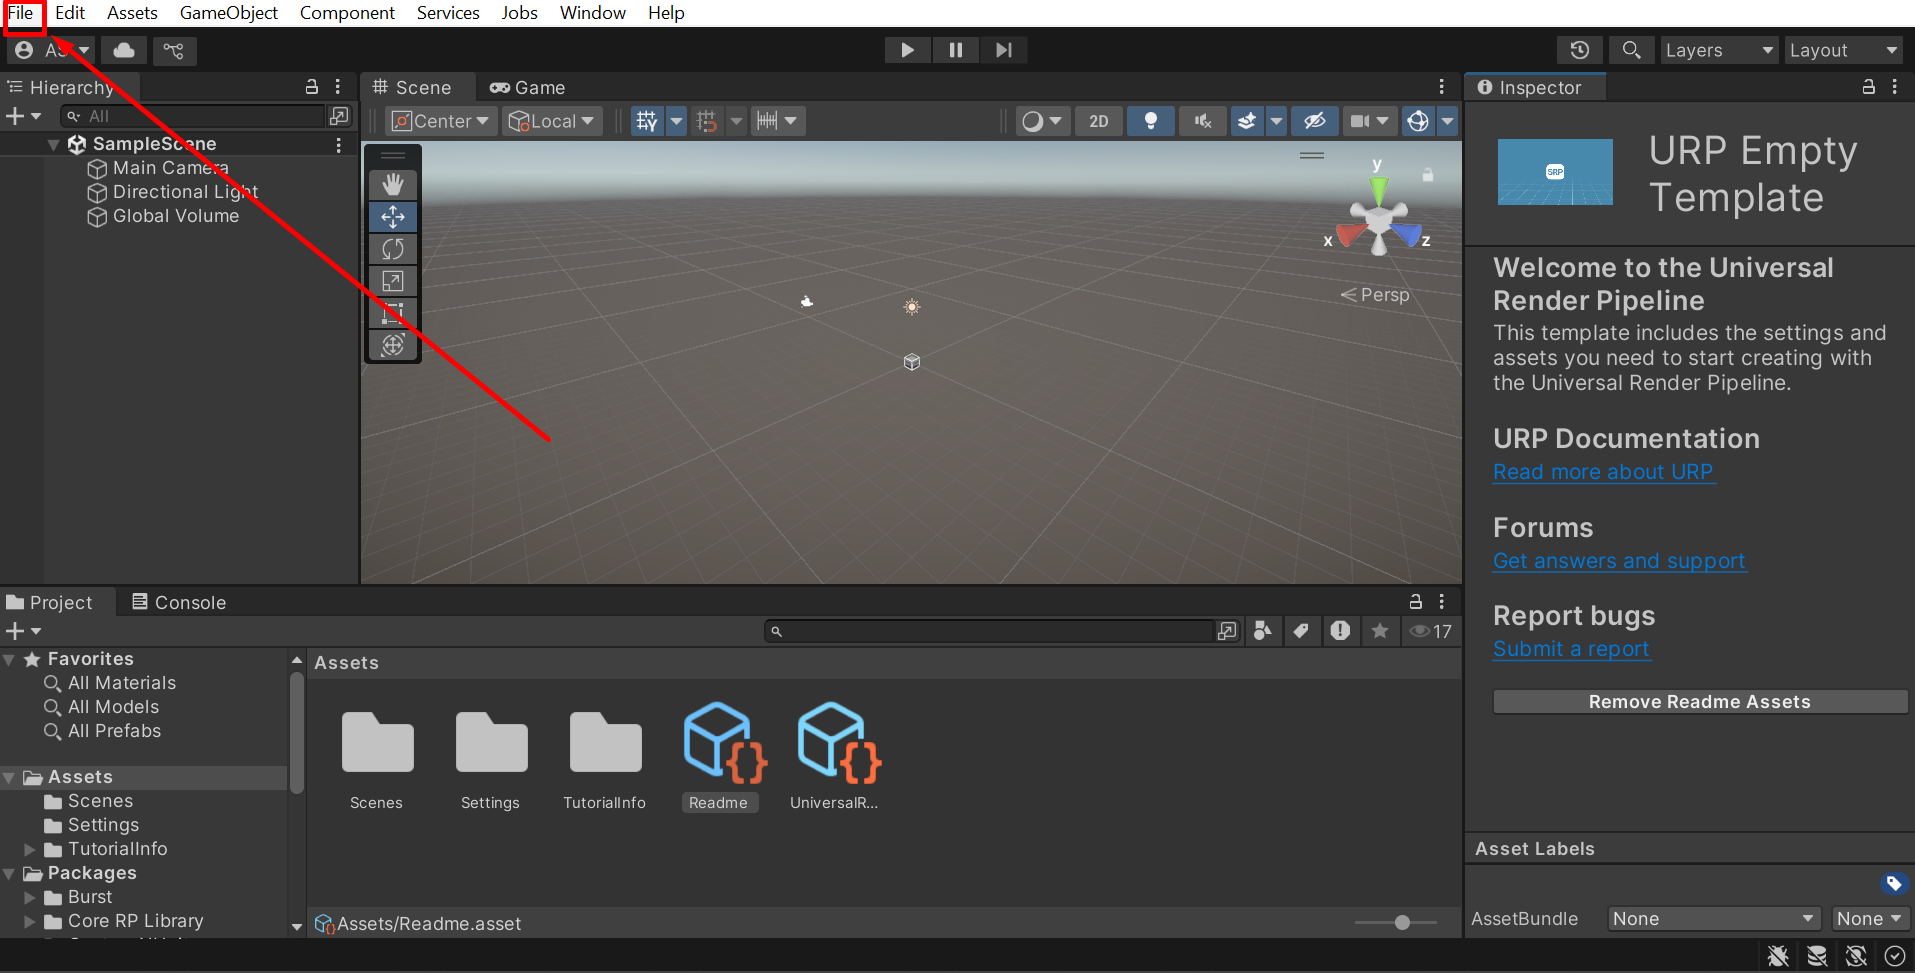 File Edit Assets GameObject Component Services Jobs Window Help
Layers Layout
Hierarchy
All
SampleScene
Main Camera
Directional Light
Global Volume
Scene Game
Center Local 2D
y
x z
Persp
Inspector
URP Empty
Template
SRP
Welcome to the Universal
Render Pipeline
This template includes the settings and
assets you need to start creating with
the Universal Render Pipeline.
URP Documentation
Read more about URP
Forums
Get answers and support
Report bugs
Submit a report
Remove Readme Assets
Project Console
17
Favorites
All Materials
All Models
All Prefabs
Assets
Scenes
Settings
TutorialInfo
Packages
Burst
Core RP Library
Assets
Scenes Settings TutorialInfo Readme UniversalR...
Assets/Readme.asset
Asset Labels
AssetBundle None None